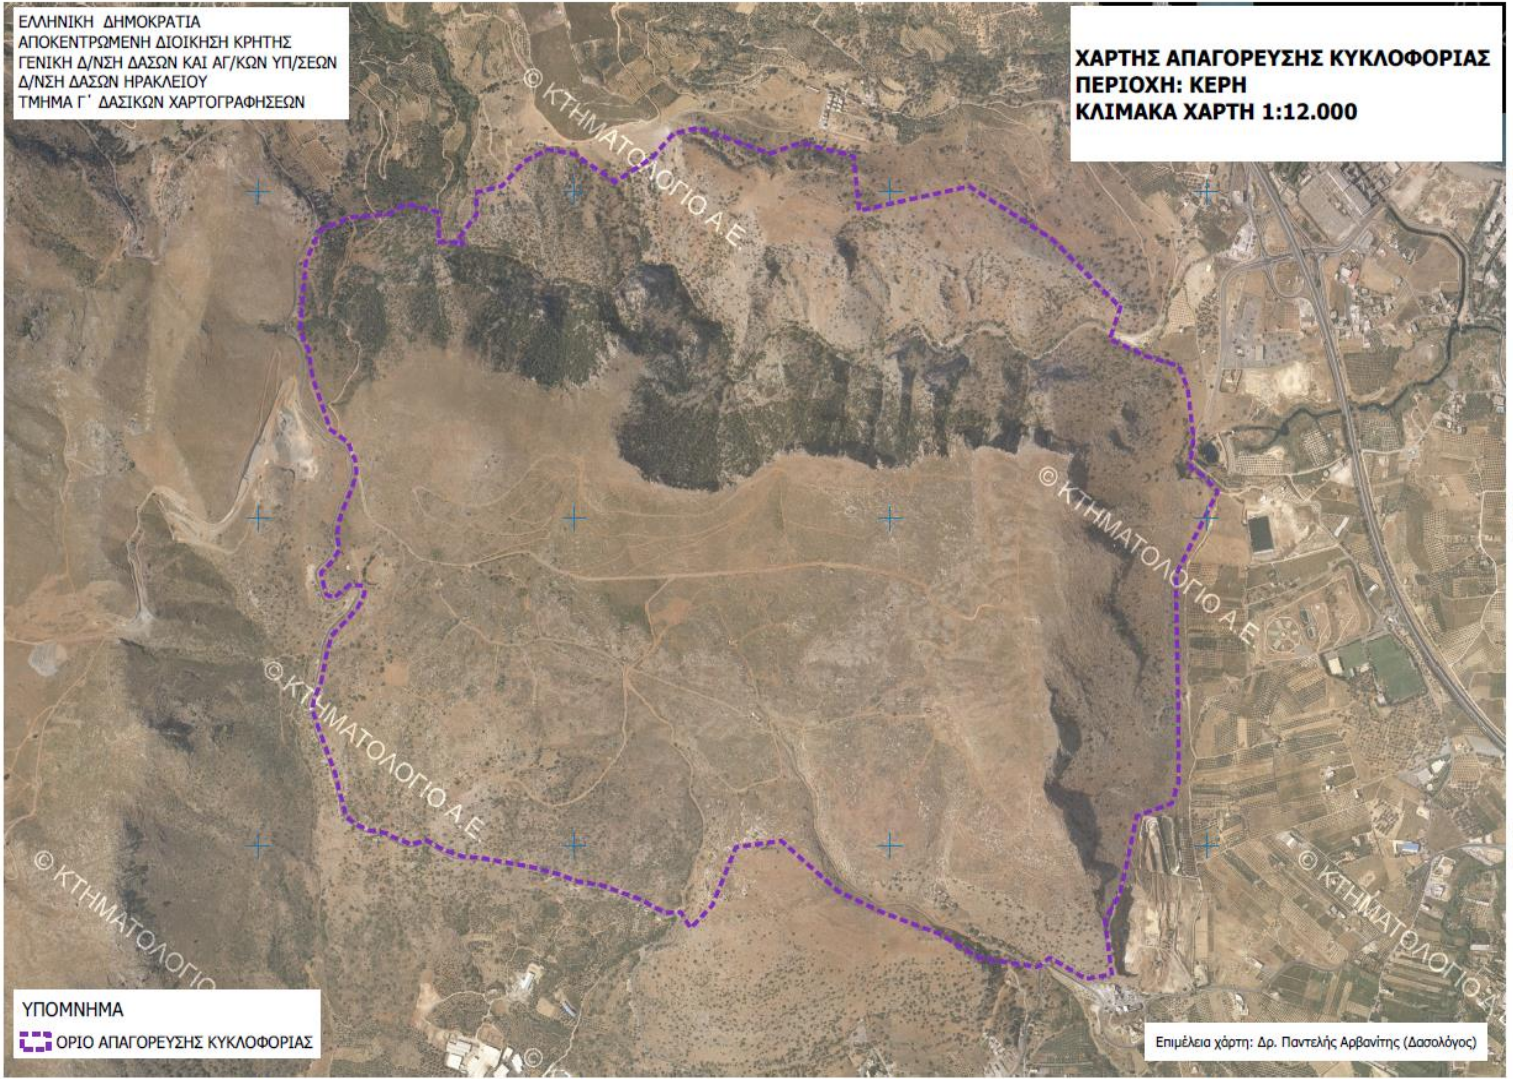 ΕΛΛΗΝΙΚΗ ΔΗΜΟΚΡΑΤΙΑ
ΑΠΟΚΕΝΤΡΩΜΕΝΗ ΔΙΟΙΚΗΣΗ ΚΡΗΤΗΣ
ΓΕΝΙΚΗ Δ/ΝΣΗ ΔΑΣΩΝ ΚΑΙ ΑΓ/ΚΩΝ ΥΠ/ΣΕΩΝ
Δ/ΝΣΗ ΔΑΣΩΝ ΗΡΑΚΛΕΙΟΥ
ΤΜΗΜΑ Γ΄ ΔΑΣΙΚΩΝ ΧΑΡΤΟΓΡΑΦΗΣΕΩΝ
ΧΑΡΤΗΣ ΑΠΑΓΟΡΕΥΣΗΣ ΚΥΚΛΟΦΟΡΙΑΣ
ΠΕΡΙΟΧΗ: ΚΕΡΗ
ΚΛΙΜΑΚΑ ΧΑΡΤΗ 1:12.000
© ΚΤΗΜΑΤΟΛΟΓΙΟ Α.Ε.
© ΚΤΗΜΑΤΟΛΟΓΙΟ Α.Ε.
© ΚΤΗΜΑΤΟΛΟΓΙΟ Α.Ε.
© ΚΤΗΜΑΤΟΛΟΓΙΟ
© ΚΤΗΜΑΤΟΛΟΓΙΟ Α
© Κ
ΥΠΟΜΝΗΜΑ
ΟΡΙΟ ΑΠΑΓΟΡΕΥΣΗΣ ΚΥΚΛΟΦΟΡΙΑΣ
Επιμέλεια χάρτη: Δρ. Παντελής Αρβανίτης (Δασολόγος)